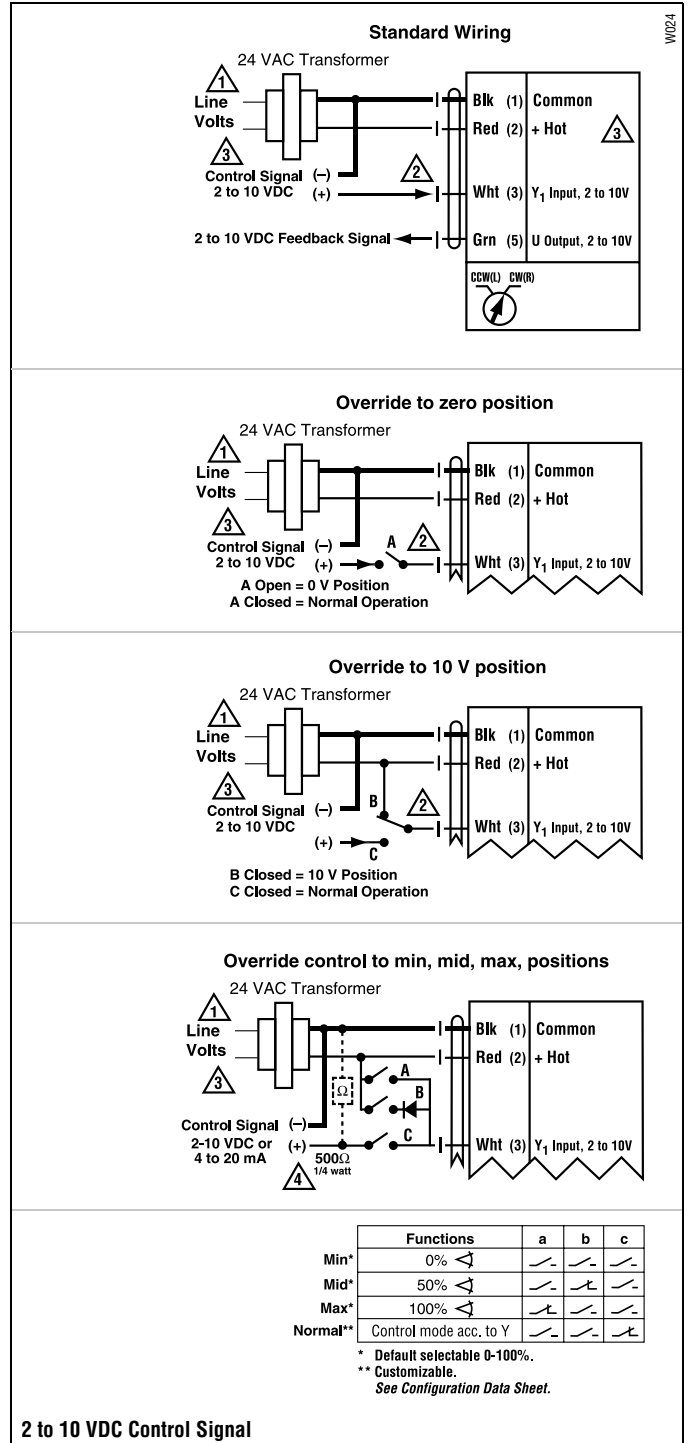 W024
Standard Wiring
24 VAC Transformer
1
Line
Volts
3
Control Signal (–)
2 to 10 VDC (+)
2
2 to 10 VDC Feedback Signal
Blk (1) Common
Red (2) + Hot
3
Wht (3) Y1 Input, 2 to 10V
Grn (5) U Output, 2 to 10V
CCW(L) CW(R)
Override to zero position
24 VAC Transformer
1
Line
Volts
3
Control Signal (–)
2 to 10 VDC (+)
A
2
A Open = 0 V Position
A Closed = Normal Operation
Blk (1) Common
Red (2) + Hot
Wht (3) Y1 Input, 2 to 10V
Override to 10 V position
24 VAC Transformer
1
Line
Volts
3
Control Signal (–)
2 to 10 VDC
(+)
B
2
C
B Closed = 10 V Position
C Closed = Normal Operation
Blk (1) Common
Red (2) + Hot
Wht (3) Y1 Input, 2 to 10V
Override control to min, mid, max, positions
24 VAC Transformer
1
Line
Volts
3
Ω
A
B
C
Control Signal (–)
2-10 VDC or (+)
4 to 20 mA
500Ω
1/4 watt
4
Blk (1) Common
Red (2) + Hot
Wht (3) Y1 Input, 2 to 10V
Functions a b c
Min* 0%
Mid* 50%
Max* 100%
Normal** Control mode acc. to Y
* Default selectable 0-100%.
** Customizable.
See Configuration Data Sheet.
2 to 10 VDC Control Signal